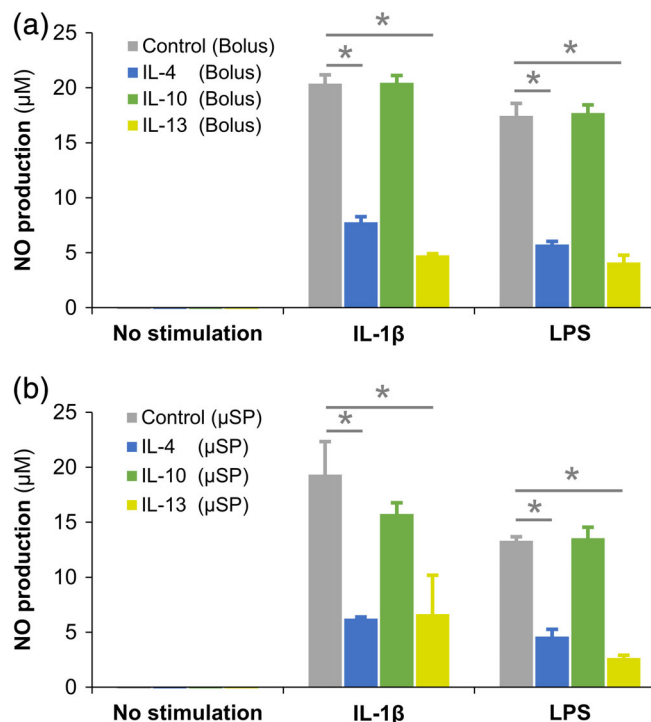 (a)
Control (Bolus)
IL-4 (Bolus)
IL-10 (Bolus)
IL-13 (Bolus)
NO production (µM)
25
20
15
10
5
0
* * * *
No stimulation IL-1β LPS
(b)
Control (µSP)
IL-4 (µSP)
IL-10 (µSP)
IL-13 (µSP)
NO production (µM)
25
20
15
10
5
0
* * * *
No stimulation IL-1β LPS